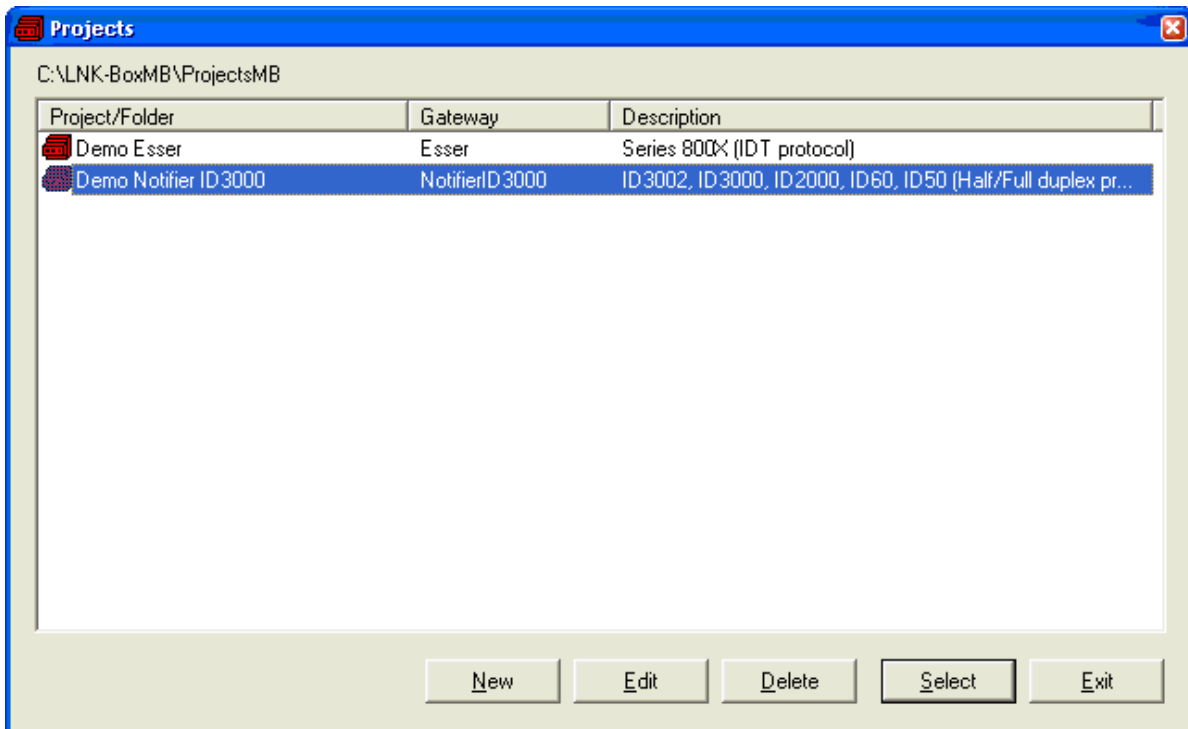 Projects
C:\LNK-BoxMB\ProjectsMB
Project/Folder Gateway Description
Demo Esser Esser Series 800X (IDT protocol)
Demo Notifier ID3000 NotifierID3000 ID3002, ID3000, ID2000, ID60, ID50 (Half/Full duplex pr...
New Edit Delete Select Exit